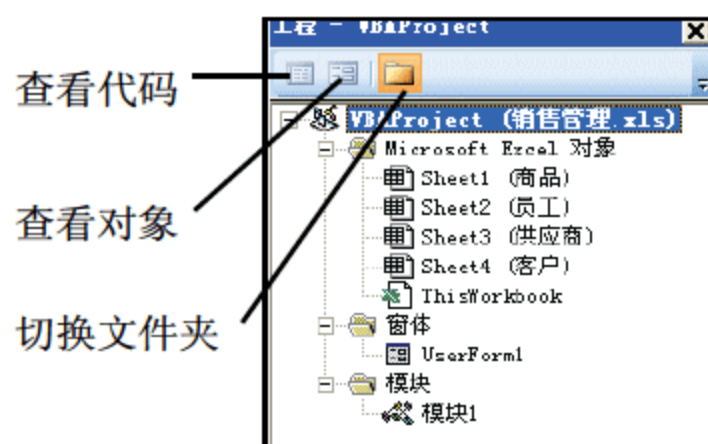 工程 - VBAProject
查看代码
查看对象
切换文件夹
VBAProject (销售管理.xls)
Microsoft Excel 对象
Sheet1 (商品)
Sheet2 (员工)
Sheet3 (供应商)
Sheet4 (客户)
ThisWorkbook
窗体
UserForm1
模块
模块1